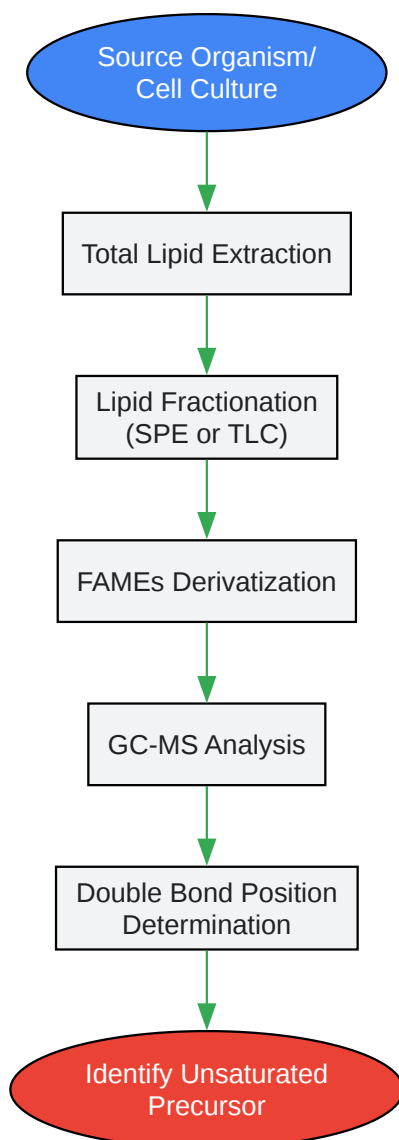 Source Organism/
Cell Culture
Total Lipid Extraction
Lipid Fractionation
(SPE or TLC)
FAMEs Derivatization
GC-MS Analysis
Double Bond Position
Determination
Identify Unsaturated
Precursor